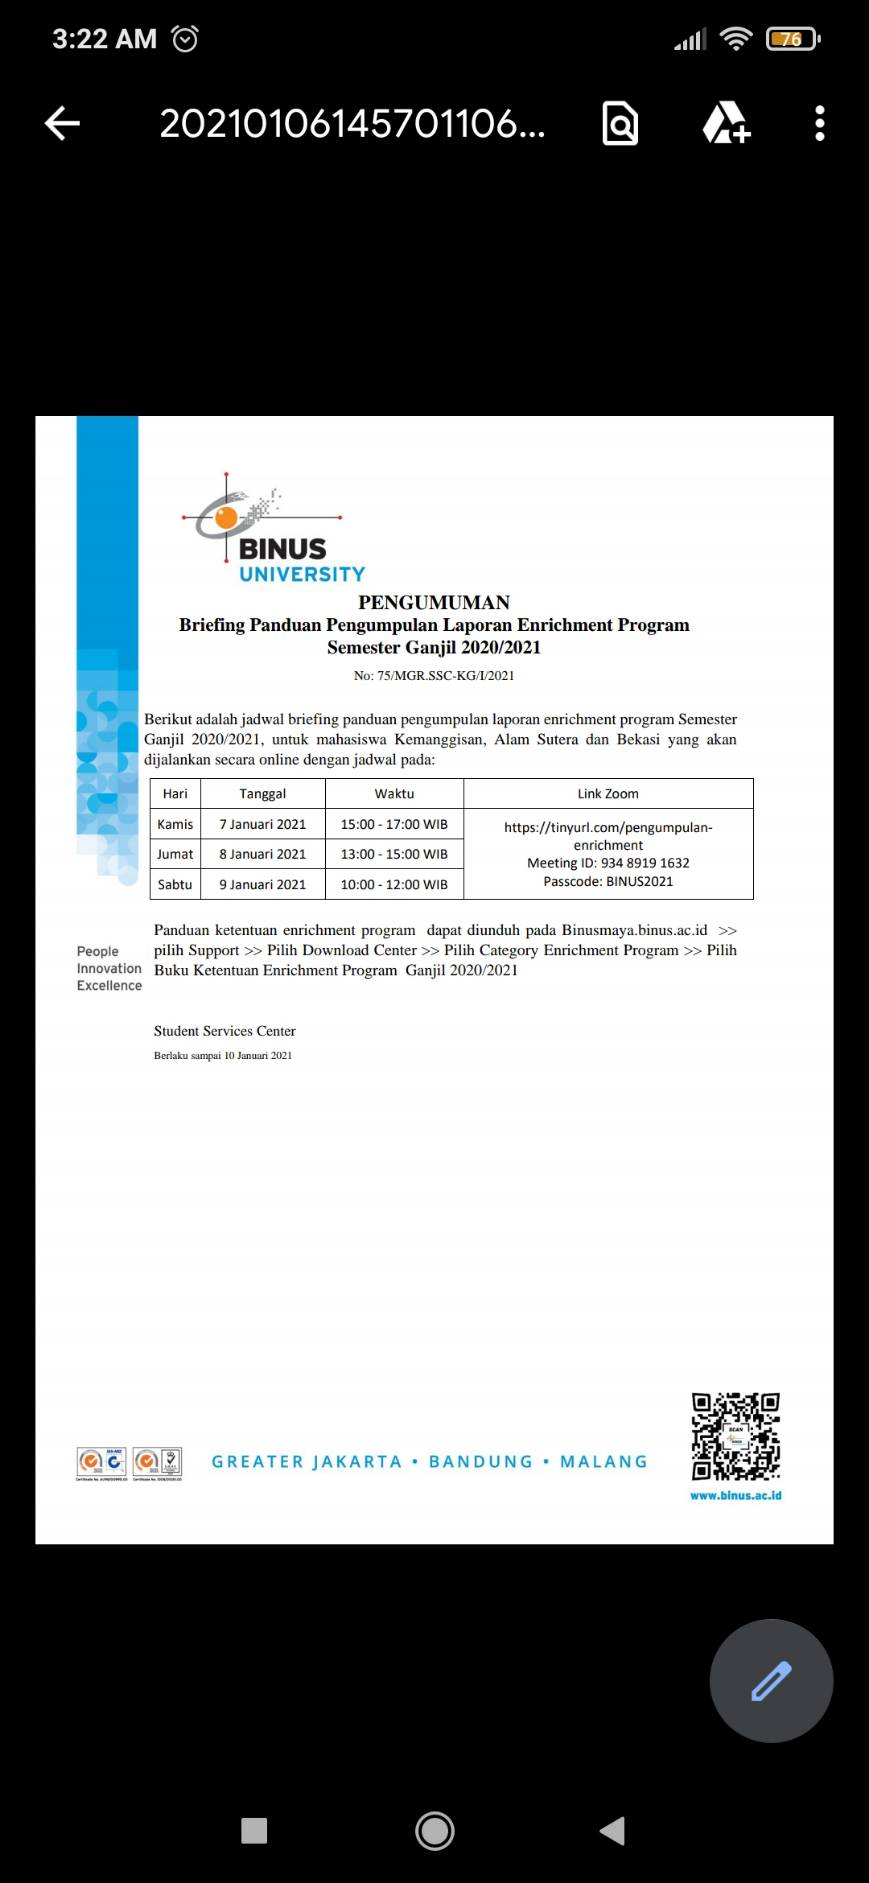 3:22 AM
76
20210106145701106...
BINUS
UNIVERSITY
PENGUMUMAN
Briefing Panduan Pengumpulan Laporan Enrichment Program
Semester Ganjil 2020/2021
No: 75/MGR.SSC-KG/I/2021
Berikut adalah jadwal briefing panduan pengumpulan laporan enrichment program Semester
Ganjil 2020/2021, untuk mahasiswa Kemanggisan, Alam Sutera dan Bekasi yang akan
dijalankan secara online dengan jadwal pada:
Hari Tanggal Waktu Link Zoom
Kamis 7 Januari 2021 15:00 - 17:00 WIB
Jumat 8 Januari 2021 13:00 - 15:00 WIB
Sabtu 9 Januari 2021 10:00 - 12:00 WIB
https://tinyurl.com/pengumpulan-
enrichment
Meeting ID: 934 8919 1632
Passcode: BINUS2021
Panduan ketentuan enrichment program dapat diunduh pada Binusmaya.binus.ac.id >>
pilih Support >> Pilih Download Center >> Pilih Category Enrichment Program >> Pilih
Buku Ketentuan Enrichment Program Ganjil 2020/2021
People
Innovation
Excellence
Student Services Center
Berlaku sampai 10 Januari 2021
GREATER JAKARTA • BANDUNG • MALANG
SCAN
www.binus.ac.id